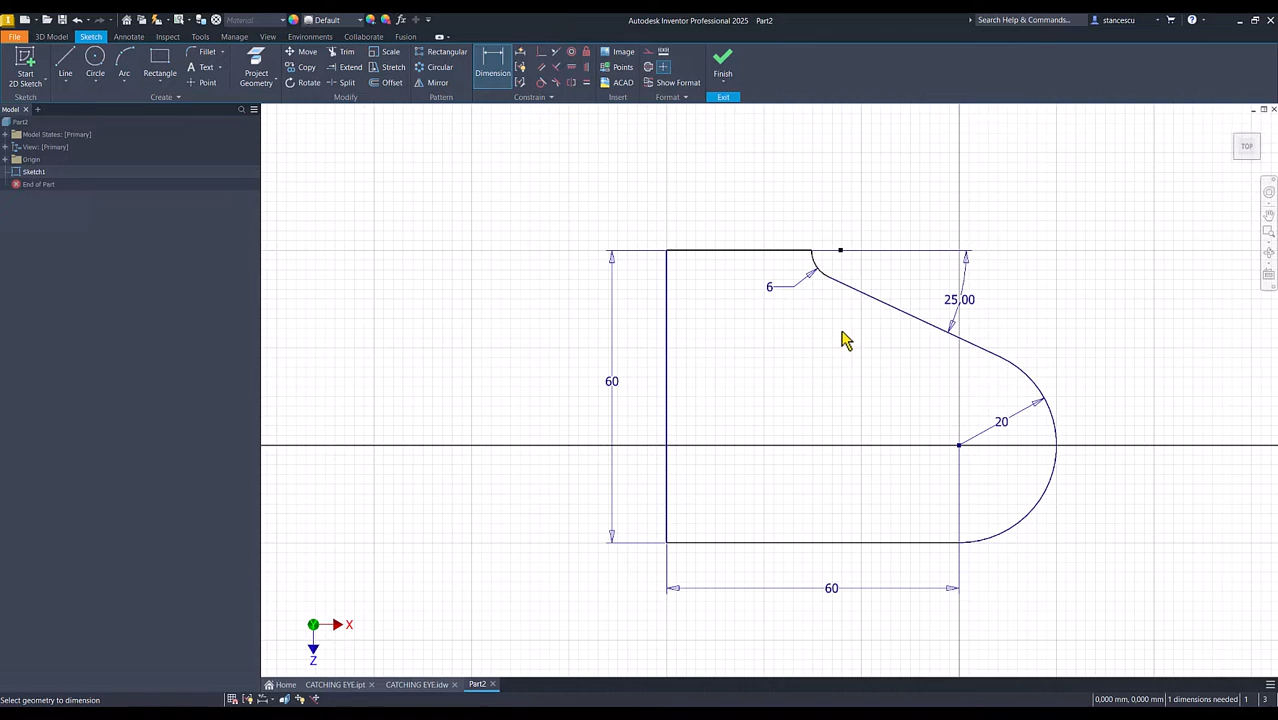 Material
Default
Autodesk Inventor Professional 2025 Part2
Search Help & Commands...
stancescu
File 3D Model Sketch Annotate Inspect Tools Manage View Environments Collaborate Fusion
Start
2D Sketch
Line
Circle
Arc
Rectangle
Fillet
Text
Point
Project
Geometry
Move Trim Scale
Copy Extend Stretch
Rotate Split Offset
Rectangular
Circular
Mirror
Dimension
Image
Points
ACAD
Show Format
Finish
Sketch Create Modify Pattern Constrain Insert Format Exit
Model
Part2
Model States: [Primary]
View: [Primary]
Origin
Sketch1
End of Part
TOP
6
25,00
60
20
60
X
Z
Home CATCHING EYE.ipt CATCHING EYE.idw Part2
Select geometry to dimension
0,000 mm, 0,000 mm 1 dimensions needed 1 3